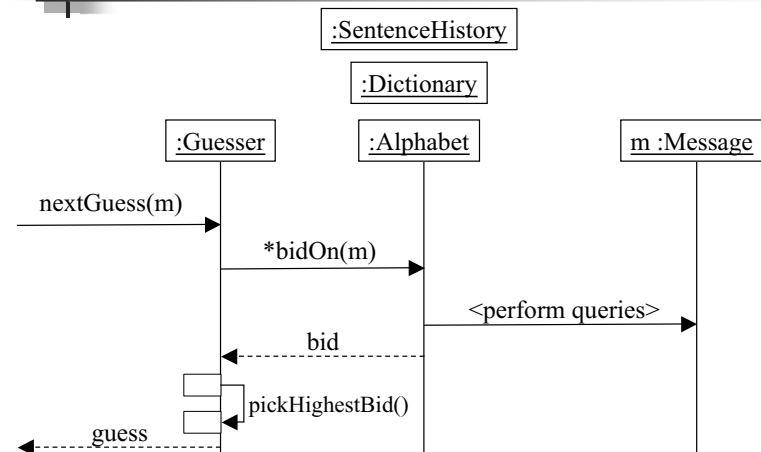 :SentenceHistory
:Dictionary
:Guesser :Alphabet m :Message
nextGuess(m)
*bidOn(m)
<perform queries>
bid
pickHighestBid()
guess